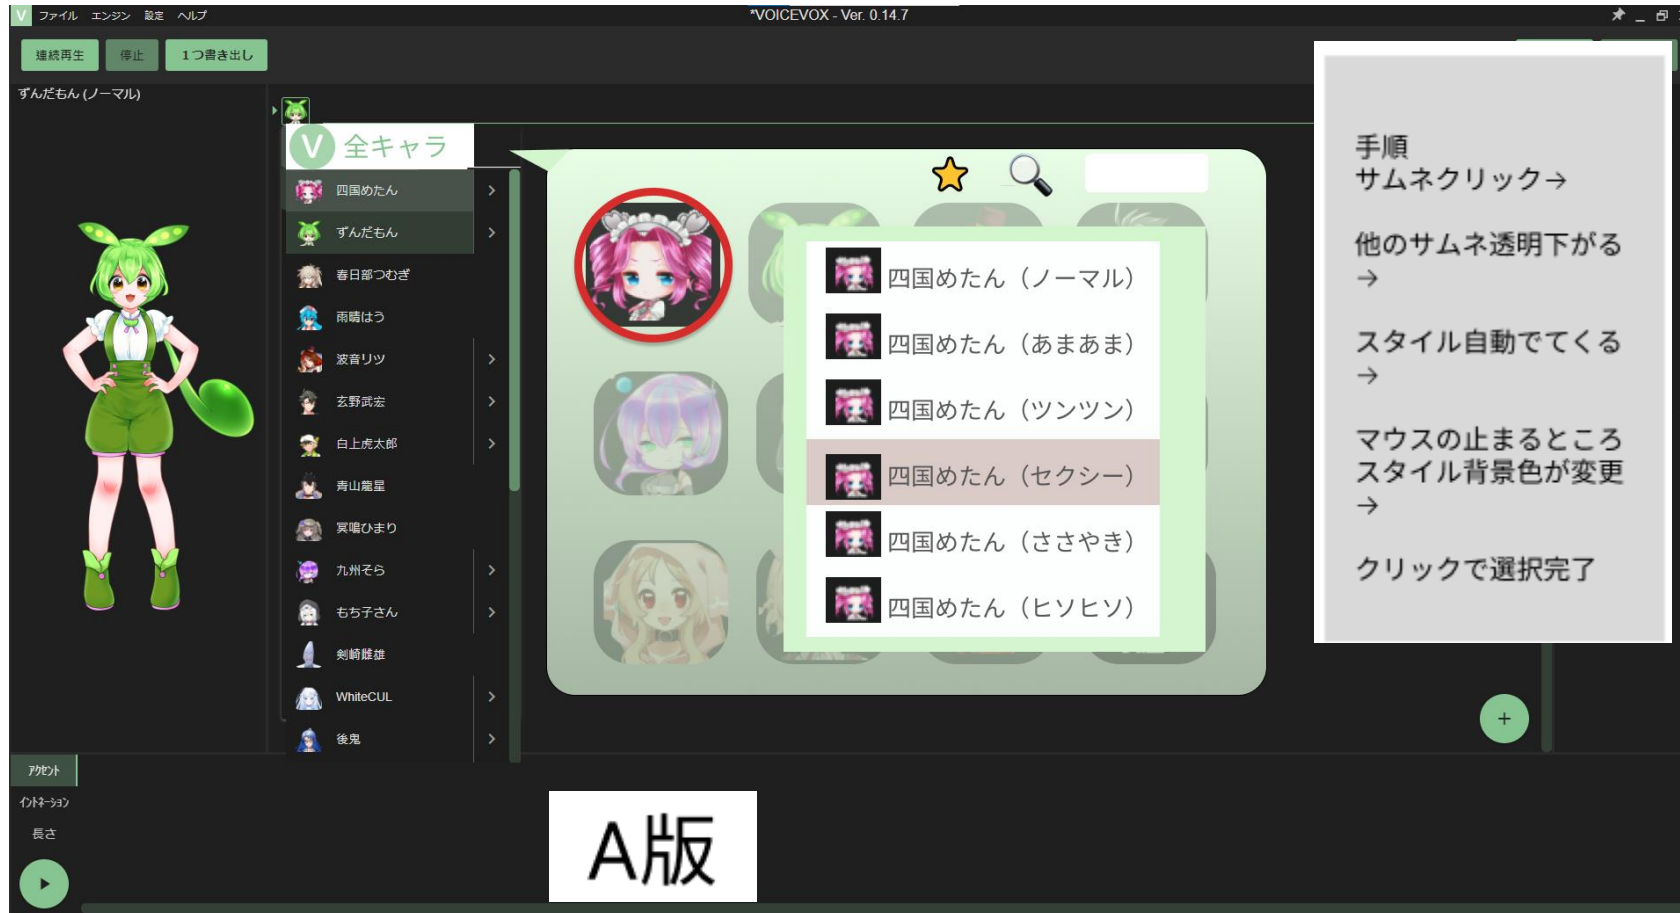 V ファイル エンジン 設定 ヘルプ
*VOICEVOX - Ver. 0.14.7
連続再生 停止 1つ書き出し
ずんだもん (ノーマル)
V 全キャラ
四国めたん
ずんだもん
春日部つむぎ
雨晴はう
波音リツ
玄野武宏
白上虎太郎
青山龍星
冥鳴ひまり
九州そら
もち子さん
剣崎雌雄
WhiteCUL
後鬼
四国めたん（ノーマル）
四国めたん（あまあま）
四国めたん（ツンツン）
四国めたん（セクシー）
四国めたん（ささやき）
四国めたん（ヒソヒソ）
手順
サムネクリック→
他のサムネ透明下がる
→
スタイル自動ででてくる
→
マウスの止まるところ
スタイル背景色が変更
→
クリックで選択完了
アクセント
イントネーション
長さ
A版